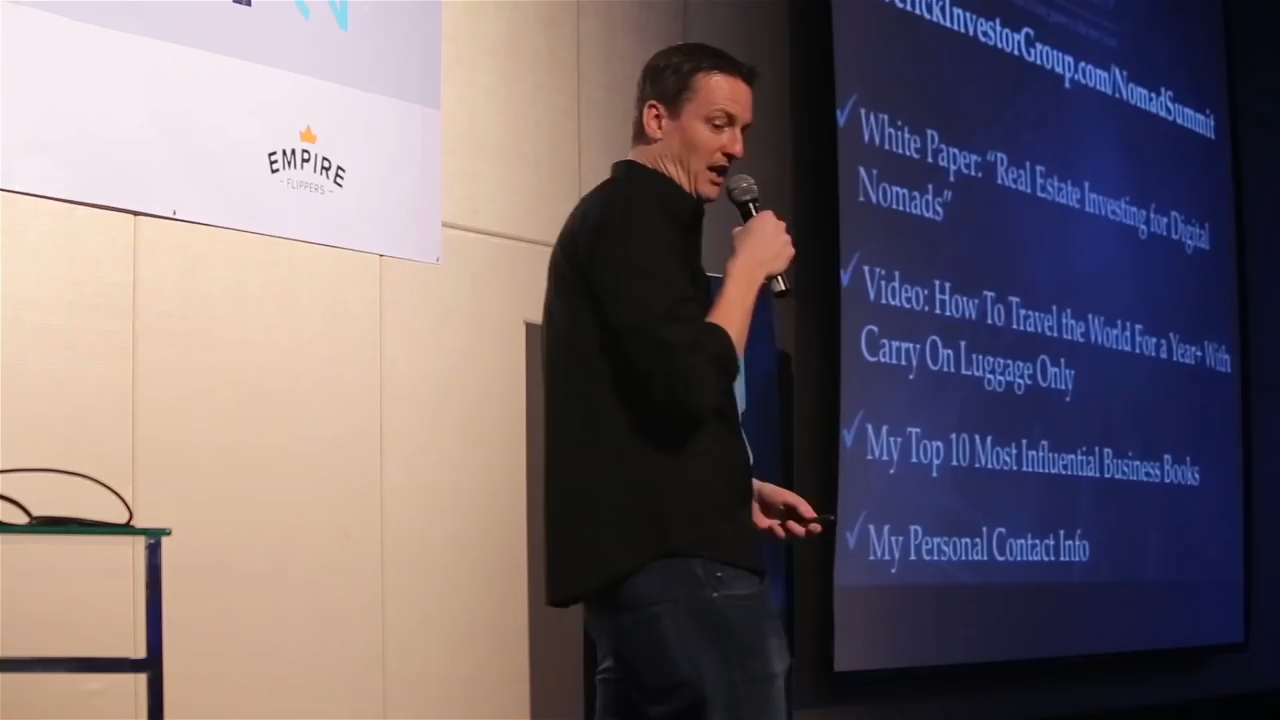 EMPIRE
- FLIPPERS -
erickInvestorGroup.com/NomadSummit
✓ White Paper: “Real Estate Investing for Digital
Nomads”
✓ Video: How To Travel the World For a Year+ With
Carry On Luggage Only
✓ My Top 10 Most Influential Business Books
✓ My Personal Contact Info